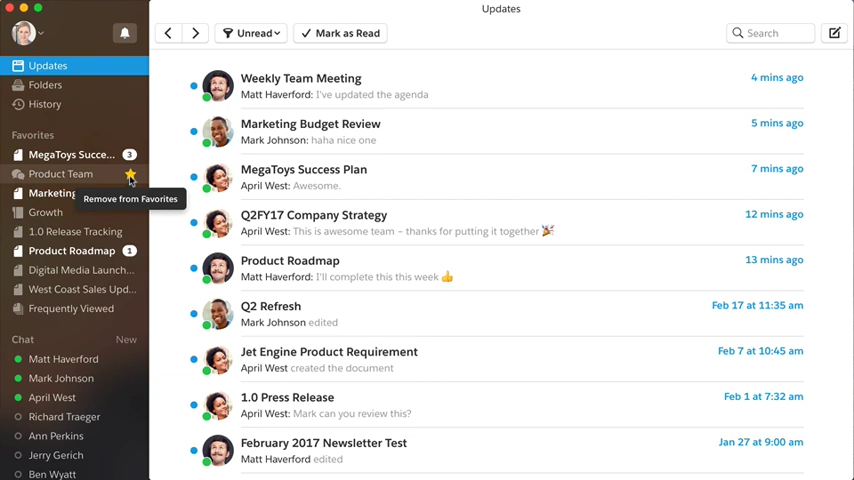 Updates
Unread
Mark as Read
Search
Updates
Folders
History
Favorites
MegaToys Succe... 3
Product Team
Remove from Favorites
Marketing
Growth
1.0 Release Tracking
Product Roadmap 1
Digital Media Launch...
West Coast Sales Upd...
Frequently Viewed
Chat New
Matt Haverford
Mark Johnson
April West
Richard Traeger
Ann Perkins
Jerry Gerich
Ben Wyatt
Weekly Team Meeting 4 mins ago
Matt Haverford: I've updated the agenda
Marketing Budget Review 5 mins ago
Mark Johnson: haha nice one
MegaToys Success Plan 7 mins ago
April West: Awesome.
Q2FY17 Company Strategy 12 mins ago
April West: This is awesome team – thanks for putting it together 🎉
Product Roadmap 13 mins ago
Matt Haverford: I'll complete this this week 👍
Q2 Refresh Feb 17 at 11:35 am
Mark Johnson edited
Jet Engine Product Requirement Feb 7 at 10:45 am
April West created the document
1.0 Press Release Feb 1 at 7:32 am
April West: Mark can you review this?
February 2017 Newsletter Test Jan 27 at 9:00 am
Matt Haverford edited